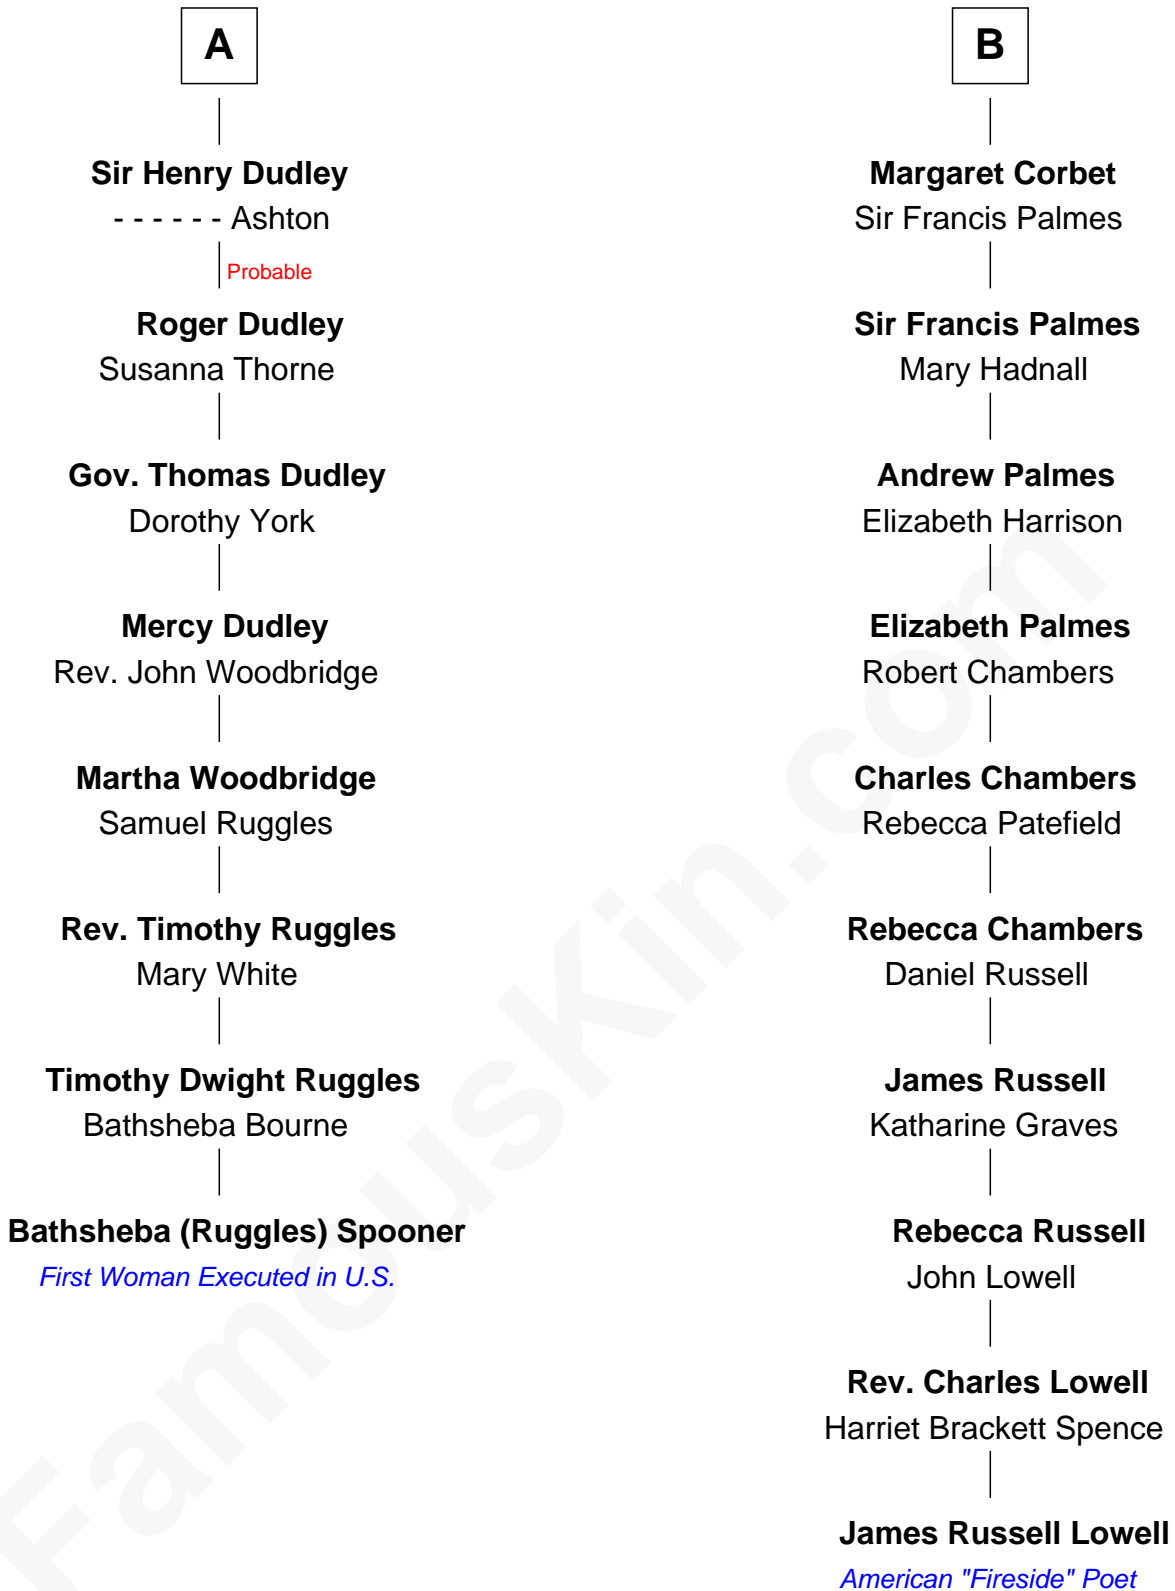 A
Sir Henry Dudley
- - - - - - Ashton
Probable
Roger Dudley
Susanna Thorne
Gov. Thomas Dudley
Dorothy York
Mercy Dudley
Rev. John Woodbridge
Martha Woodbridge
Samuel Ruggles
Rev. Timothy Ruggles
Mary White
Timothy Dwight Ruggles
Bathsheba Bourne
Bathsheba (Ruggles) Spooner
First Woman Executed in U.S.
B
Margaret Corbet
Sir Francis Palmes
Sir Francis Palmes
Mary Hadnall
Andrew Palmes
Elizabeth Harrison
Elizabeth Palmes
Robert Chambers
Charles Chambers
Rebecca Patefield
Rebecca Chambers
Daniel Russell
James Russell
Katharine Graves
Rebecca Russell
John Lowell
Rev. Charles Lowell
Harriet Brackett Spence
James Russell Lowell
American "Fireside" Poet
FamousKin.com